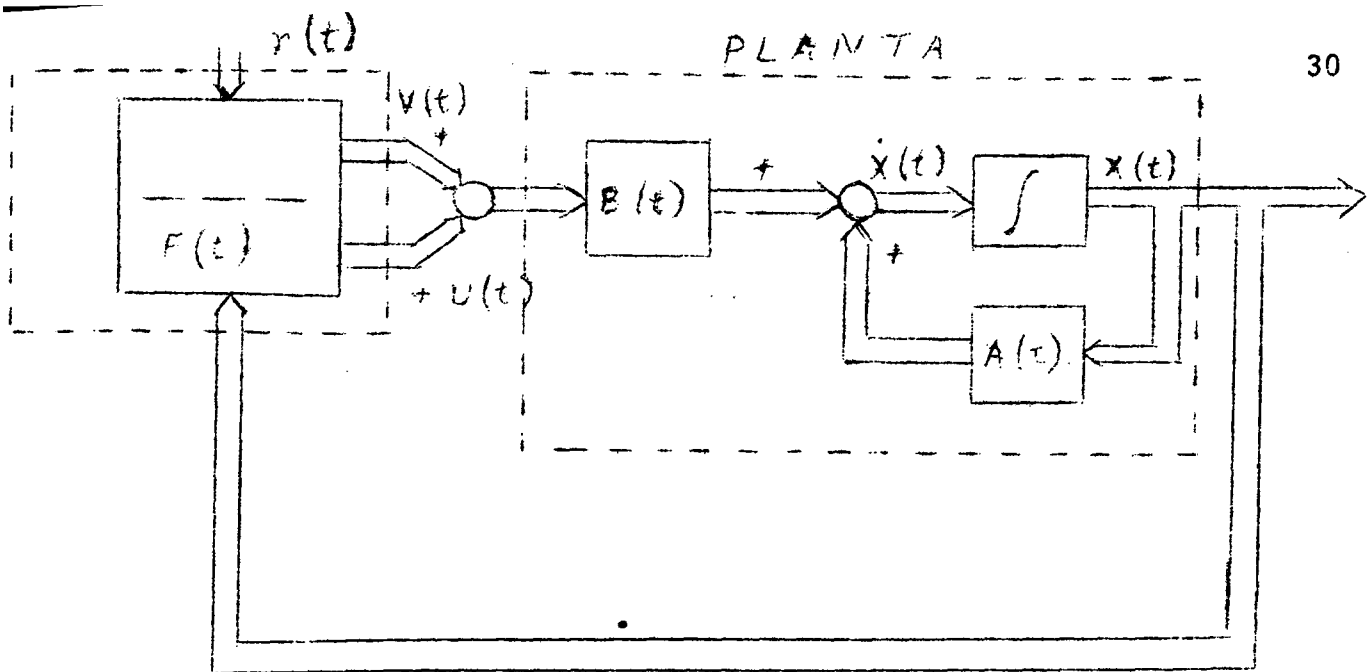 r(t)
PLANTA
30
V(t)
+
B(t)
+
ẋ(t)
∫
x(t)
F(t)
+ U(t)
+
A(t)